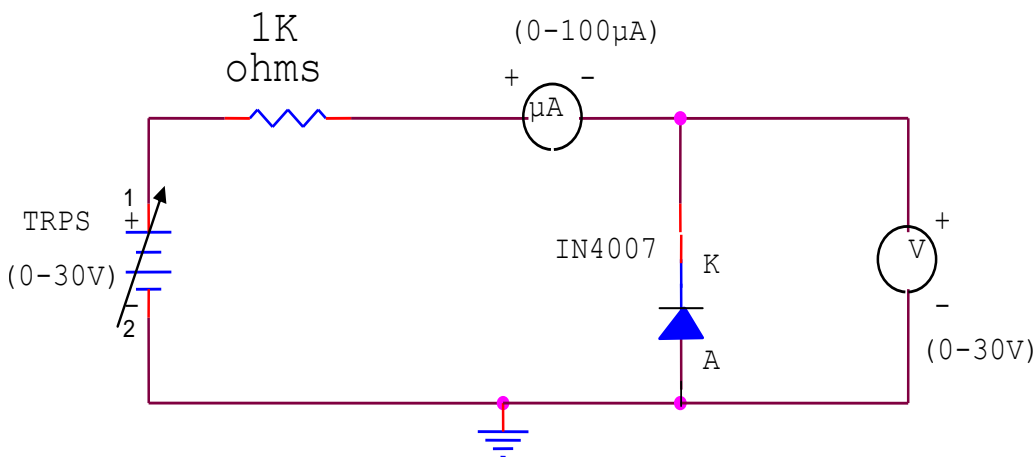 1K
ohms
(0-100µA)
+
-
µA
1
TRPS
+
(0-30V)
-
2
IN4007
K
A
+
V
-
(0-30V)